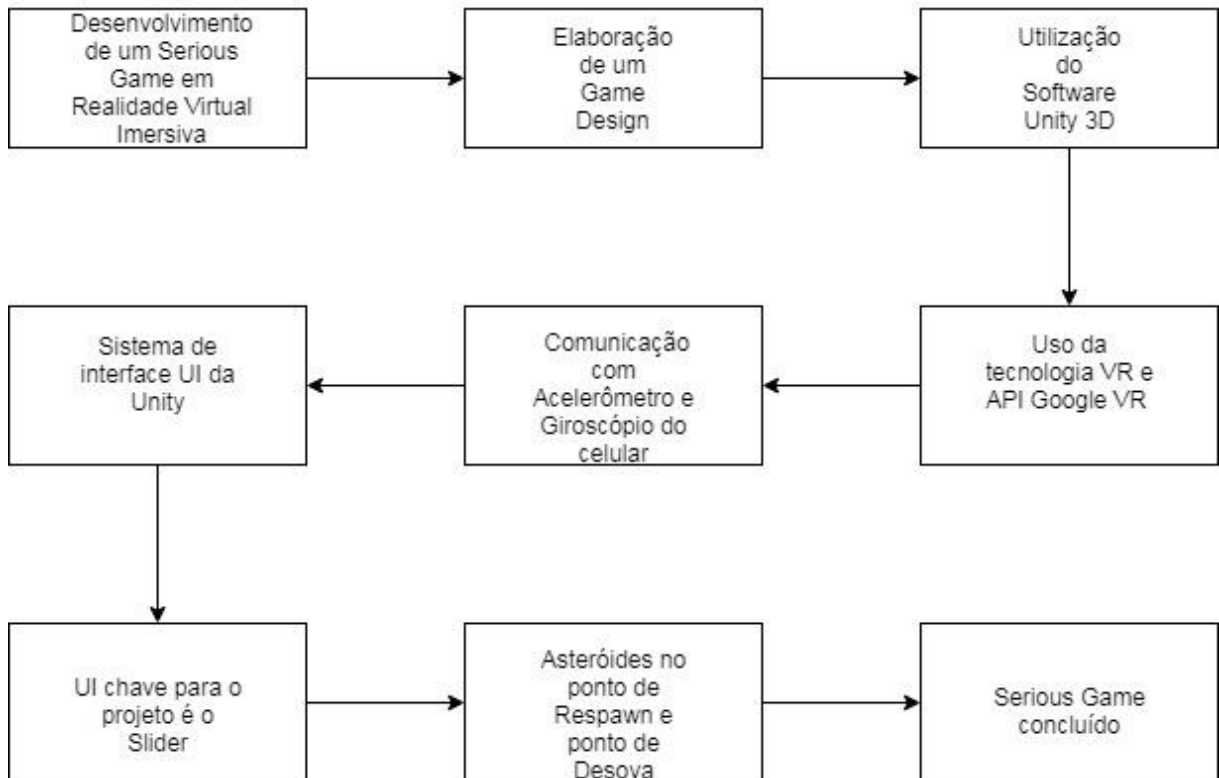 Desenvolvimento
de um Serious
Game em
Realidade Virtual
Imersiva
Elaboração
de um
Game
Design
Utilização
do
Software
Unity 3D
Uso da
tecnologia VR e
API Google VR
Comunicação
com
Acelerômetro e
Giroscópio do
celular
Sistema de
interface UI da
Unity
UI chave para o
projeto é o
Slider
Asteróides no
ponto de
Respawn e
ponto de
Desova
Serious Game
concluído